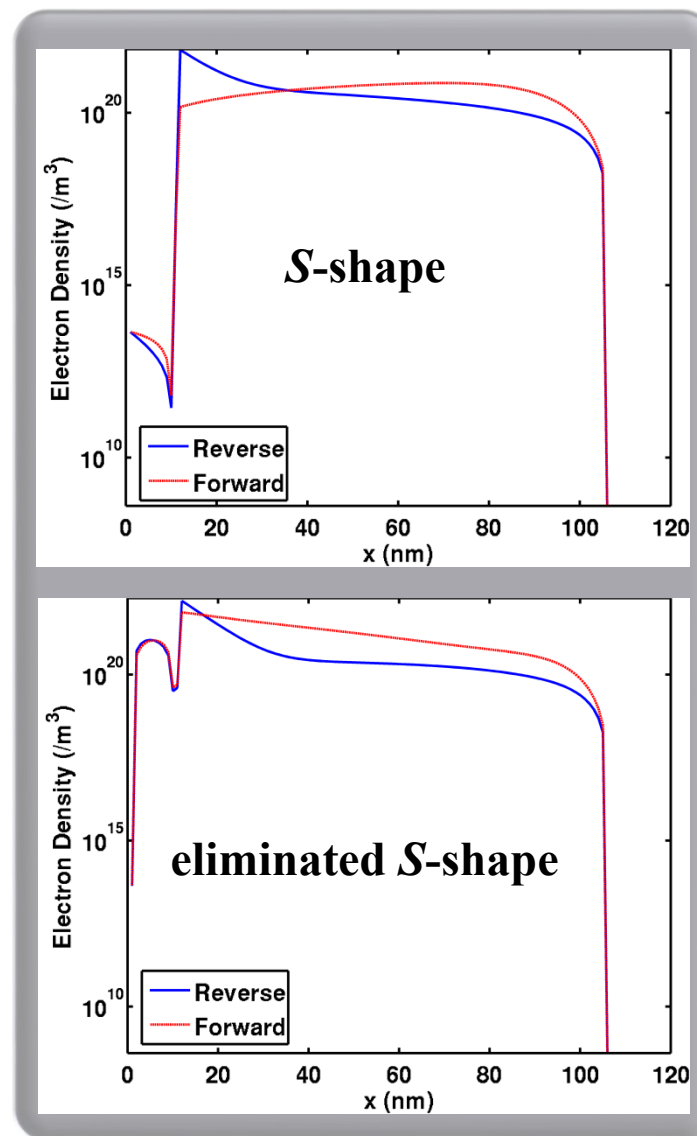 10^20
10^15
10^10
Electron Density (/m^3)
S-shape
Reverse
Forward
0 20 40 60 80 100 120
x (nm)
10^20
10^15
10^10
Electron Density (/m^3)
eliminated S-shape
Reverse
Forward
0 20 40 60 80 100 120
x (nm)